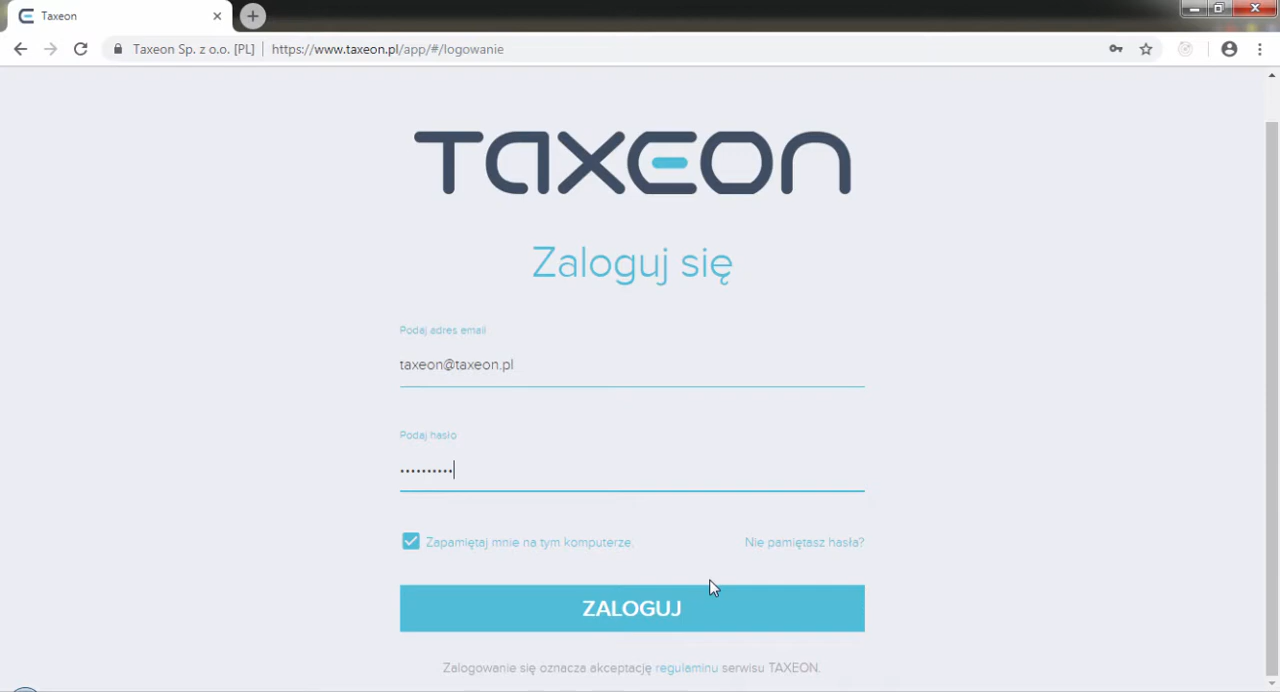 Taxeon
Taxeon Sp. z o.o. [PL] https://www.taxeon.pl/app/#/logowanie
TAXEON
Zaloguj się
Podaj adres email
taxeon@taxeon.pl
Podaj hasło
••••••••••
Zapamiętaj mnie na tym komputerze. Nie pamiętasz hasła?
ZALOGUJ
Zalogowanie się oznacza akceptację regulaminu serwisu TAXEON.